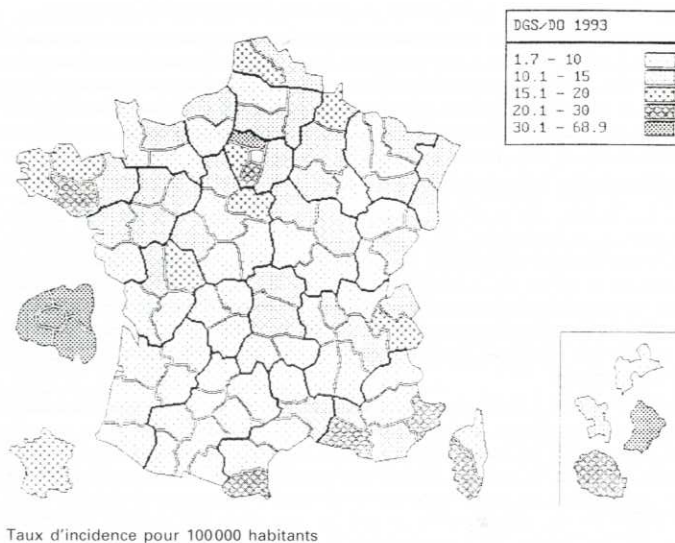 DGS/DO 1993
1.7 - 10
10.1 - 15
15.1 - 20
20.1 - 30
30.1 - 68.9
Taux d'incidence pour 100000 habitants